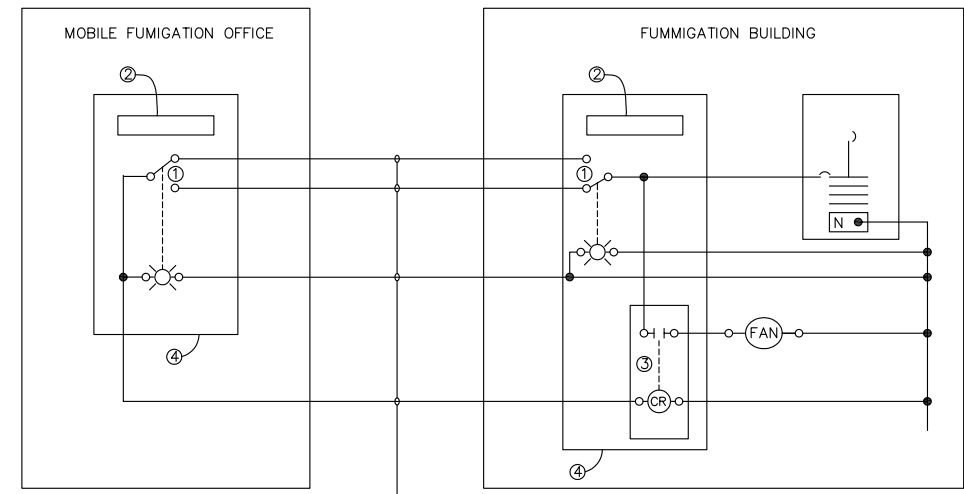 MOBILE FUMIGATION OFFICE
FUMMIGATION BUILDING
2
2
1
1
N
FAN
3
4
CR
4